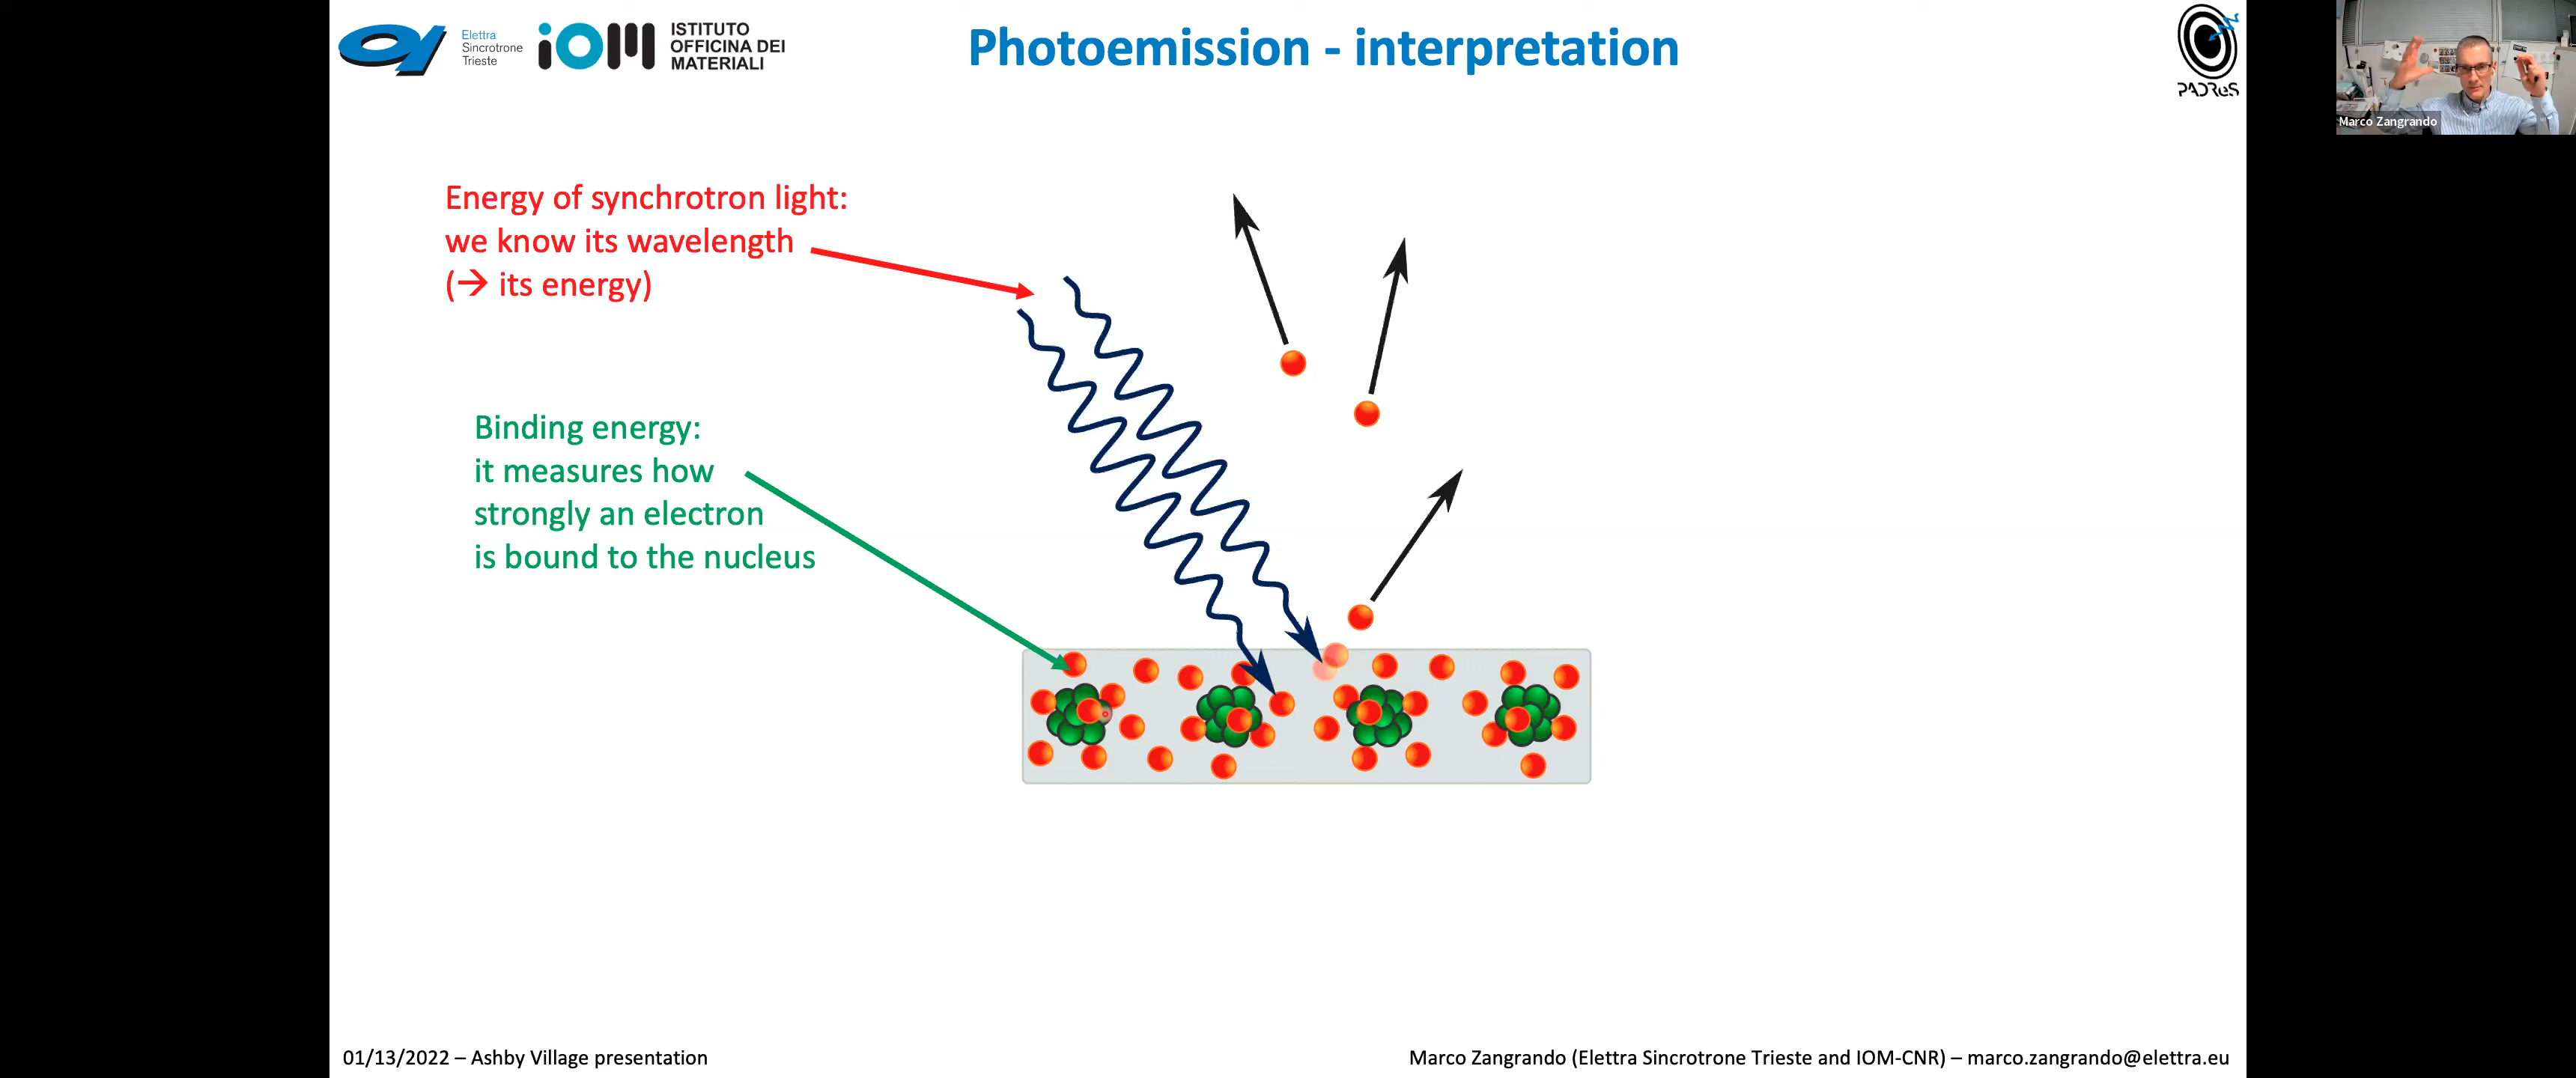 Elettra
Sincrotrone
Trieste
iOM
ISTITUTO
OFFICINA DEI
MATERIALI
Photoemission - interpretation
PADReS
Marco Zangrando
Energy of synchrotron light:
we know its wavelength
(→ its energy)
Binding energy:
it measures how
strongly an electron
is bound to the nucleus
01/13/2022 – Ashby Village presentation
Marco Zangrando (Elettra Sincrotrone Trieste and IOM-CNR) – marco.zangrando@elettra.eu